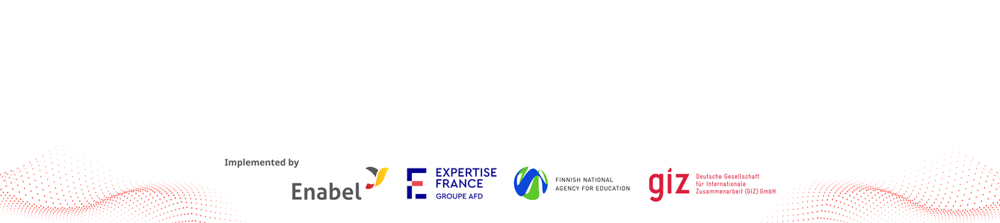 Implemented by
Enabel
EXPERTISE
FRANCE
GROUPE AFD
FINNISH NATIONAL
AGENCY FOR EDUCATION
giz
Deutsche Gesellschaft
für Internationale
Zusammenarbeit (GIZ) GmbH